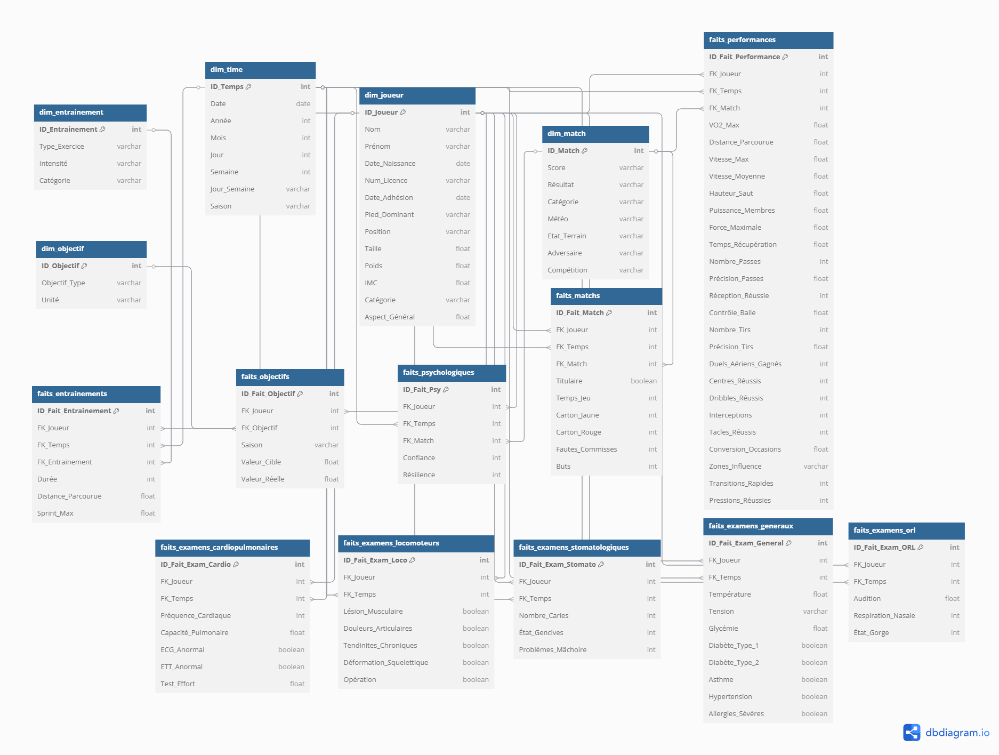 faits_performances
ID_Fait_Performance int
FK_Joueur int
FK_Temps int
FK_Match int
VO2_Max float
Distance_Parcourue float
Vitesse_Max float
Vitesse_Moyenne float
Hauteur_Saut float
Puissance_Membres float
Force_Maximale float
Temps_Récupération float
Nombre_Passes int
Précision_Passes float
Réception_Réussie int
Contrôle_Balle float
Nombre_Tirs int
Précision_Tirs float
Duels_Aériens_Gagnés int
Centres_Réussis int
Dribbles_Réussis int
Interceptions int
Tacles_Réussis int
Conversion_Occasions float
Zones_Influence varchar
Transitions_Rapides int
Pressions_Réussies int
dim_time
ID_Temps int
Date date
Année int
Mois int
Jour int
Semaine int
Jour_Semaine varchar
Saison varchar
dim_joueur
ID_Joueur int
Nom varchar
Prénom varchar
Date_Naissance date
Num_Licence varchar
Date_Adhésion date
Pied_Dominant varchar
Position varchar
Taille float
Poids float
IMC float
Catégorie varchar
Aspect_Général float
dim_entrainement
ID_Entrainement int
Type_Exercice varchar
Intensité varchar
Catégorie varchar
dim_match
ID_Match int
Score varchar
Résultat varchar
Catégorie varchar
Météo varchar
Etat_Terrain varchar
Adversaire varchar
Compétition varchar
dim_objectif
ID_Objectif int
Objectif_Type varchar
Unité varchar
faits_matchs
ID_Fait_Match int
FK_Joueur int
FK_Temps int
FK_Match int
Titulaire boolean
Temps_Jeu int
Carton_Jaune int
Carton_Rouge int
Fautes_Commisses int
Buts int
faits_entrainements
ID_Fait_Entrainement int
FK_Joueur int
FK_Temps int
FK_Entrainement int
Durée int
Distance_Parcourue float
Sprint_Max float
faits_objectifs
ID_Fait_Objectif int
FK_Joueur int
FK_Objectif int
Saison varchar
Valeur_Cible float
Valeur_Réelle float
faits_psychologiques
ID_Fait_Psy int
FK_Joueur int
FK_Temps int
FK_Match int
Confiance int
Résilience int
faits_examens_cardiopulmonaires
ID_Fait_Exam_Cardio int
FK_Joueur int
FK_Temps int
Fréquence_Cardiaque int
Capacité_Pulmonaire float
ECG_Anormal boolean
ETT_Anormal boolean
Test_Effort float
faits_examens_locomoteurs
ID_Fait_Exam_Loco int
FK_Joueur int
FK_Temps int
Lésion_Musculaire boolean
Douleurs_Articulaires boolean
Tendinites_Chroniques boolean
Déformation_Squelettique boolean
Opération boolean
faits_examens_stomatologiques
ID_Fait_Exam_Stomato int
FK_Joueur int
FK_Temps int
Nombre_Caries int
État_Gencives int
Problèmes_Mâchoire int
faits_examens_generaux
ID_Fait_Exam_General int
FK_Joueur int
FK_Temps int
Température float
Tension varchar
Glycémie float
Diabète_Type_1 boolean
Diabète_Type_2 boolean
Asthme boolean
Hypertension boolean
Allergies_Sévères boolean
faits_examens_orl
ID_Fait_Exam_ORL int
FK_Joueur int
FK_Temps int
Audition float
Respiration_Nasale int
État_Gorge int
dbdiagram.io